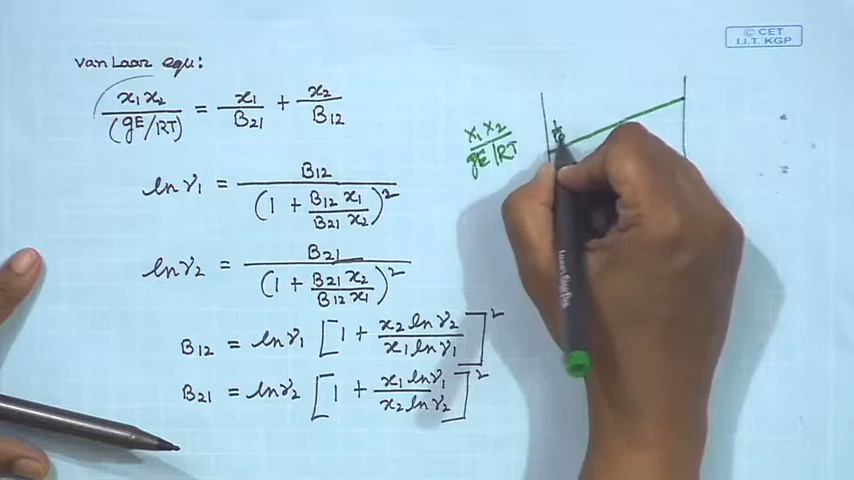 © CET
I.I.T. KGP
van Laar equ:
x₁x₂/(gᴱ/RT) = x₁/B₂₁ + x₂/B₁₂
x₁x₂/gE/RT
ln γ₁ = B₁₂/(1 + B₁₂x₁/B₂₁x₂)²
ln γ₂ = B₂₁/(1 + B₂₁x₂/B₁₂x₁)²
B₁₂ = ln γ₁ [1 + x₂ ln γ₂/x₁ ln γ₁]²
B₂₁ = ln γ₂ [1 + x₁ ln γ₁/x₂ ln γ₂]²